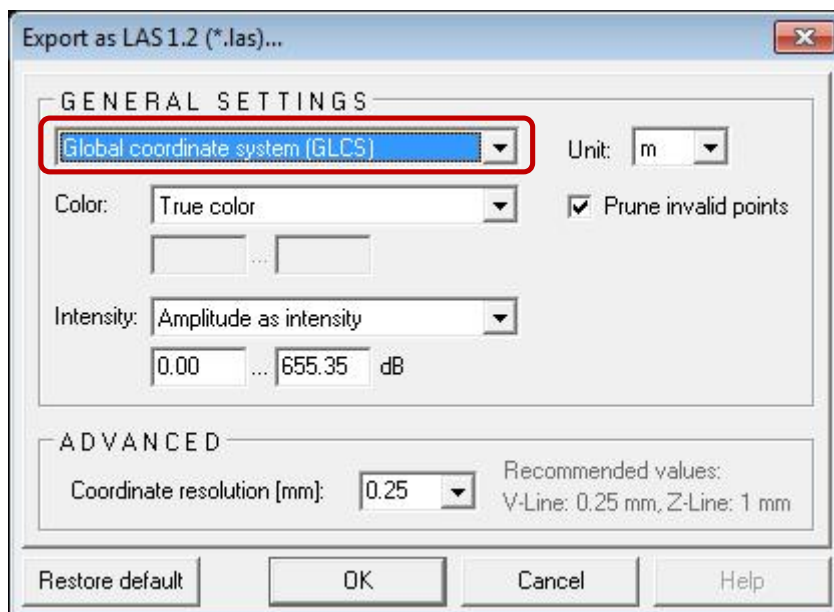 Export as LAS 1.2 (*.las)...
GENERAL SETTINGS
Global coordinate system (GLCS) Unit: m
Color: True color Prune invalid points
...
Intensity: Amplitude as intensity
0.00 ... 655.35 dB
ADVANCED
Recommended values:
Coordinate resolution [mm]: 0.25
V-Line: 0.25 mm, Z-Line: 1 mm
Restore default OK Cancel Help